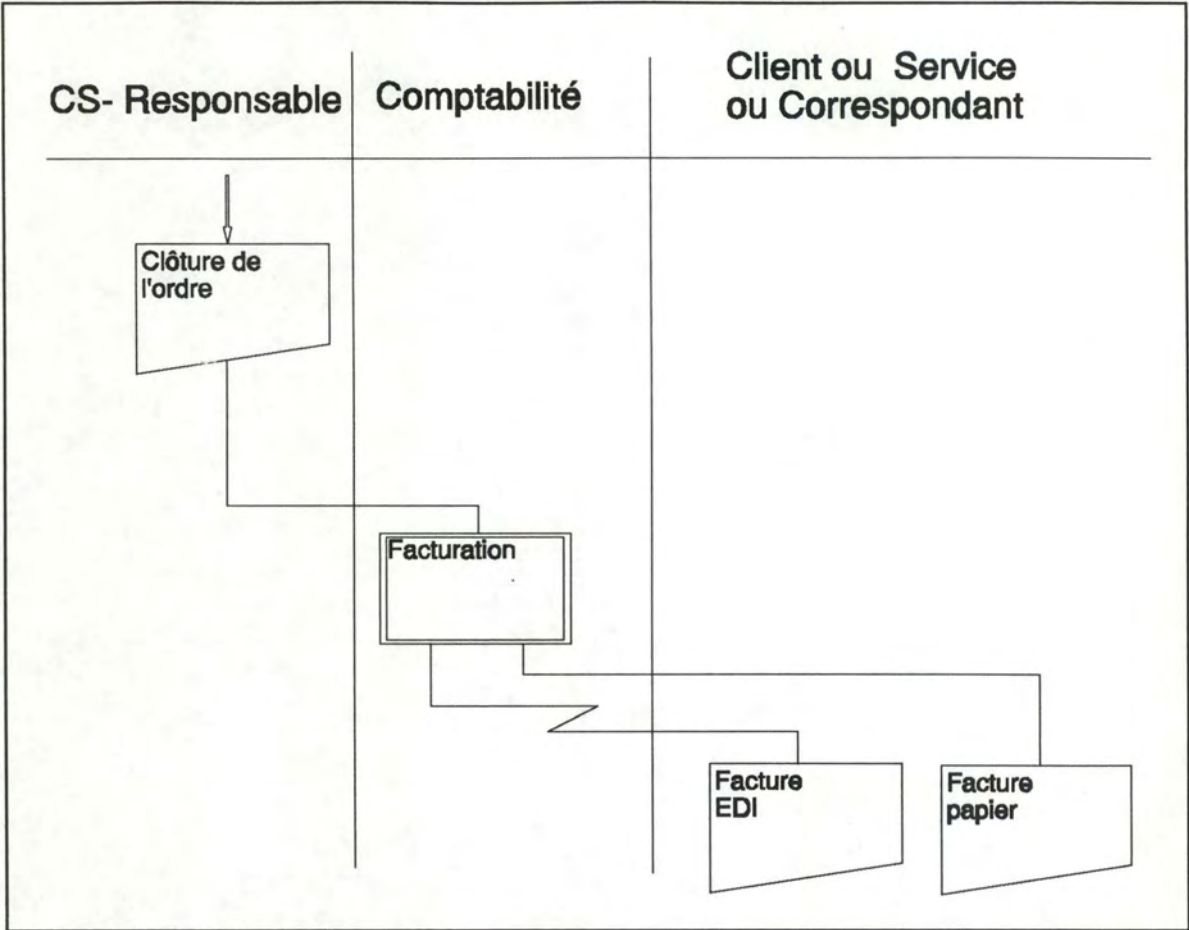 CS- Responsable
Comptabilité
Client ou Service
ou Correspondant
Clôture de
l'ordre
Facturation
Facture
EDI
Facture
papier